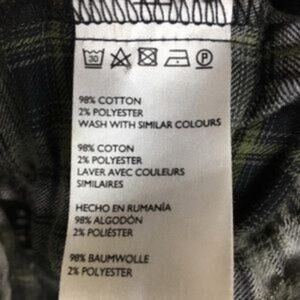 30
P
98% COTTON
2% POLYESTER
WASH WITH SIMILAR COLOURS
98% COTON
2% POLYESTER
LAVER AVEC COULEURS
SIMILAIRES
HECHO EN RUMANÍA
98% ALGODÓN
2% POLIÉSTER
98% BAUMWOLLE
2% POLYESTER